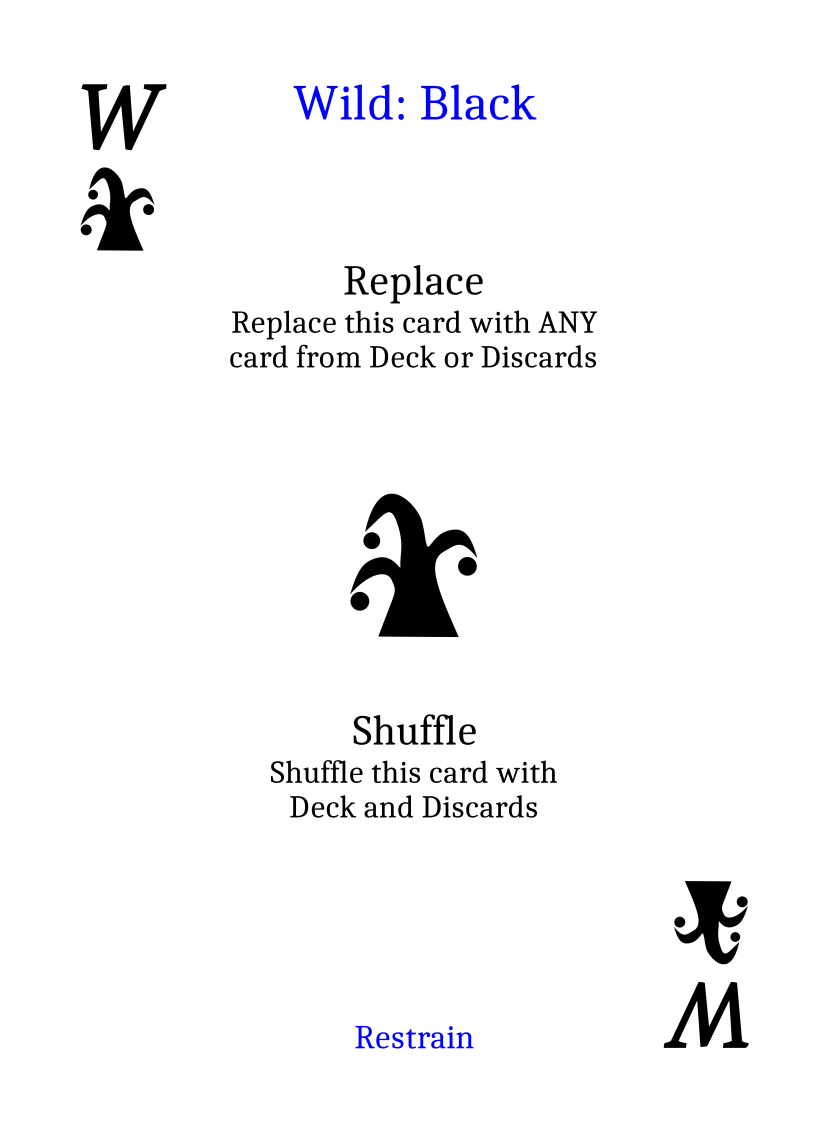 W
Wild: Black
Replace
Replace this card with ANY
card from Deck or Discards
Shuffle
Shuffle this card with
Deck and Discards
Restrain
W